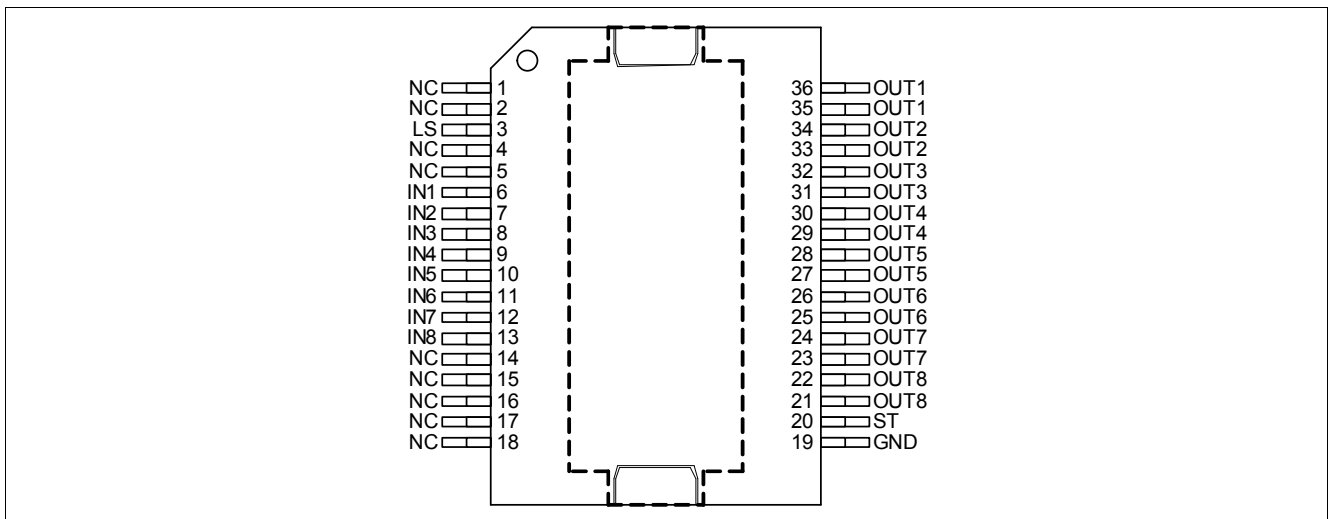 NC 1 36 OUT1
NC 2 35 OUT1
LS 3 34 OUT2
NC 4 33 OUT2
NC 5 32 OUT3
IN1 6 31 OUT3
IN2 7 30 OUT4
IN3 8 29 OUT4
IN4 9 28 OUT5
IN5 10 27 OUT5
IN6 11 26 OUT6
IN7 12 25 OUT6
IN8 13 24 OUT7
NC 14 23 OUT7
NC 15 22 OUT8
NC 16 21 OUT8
NC 17 20 ST
NC 18 19 GND